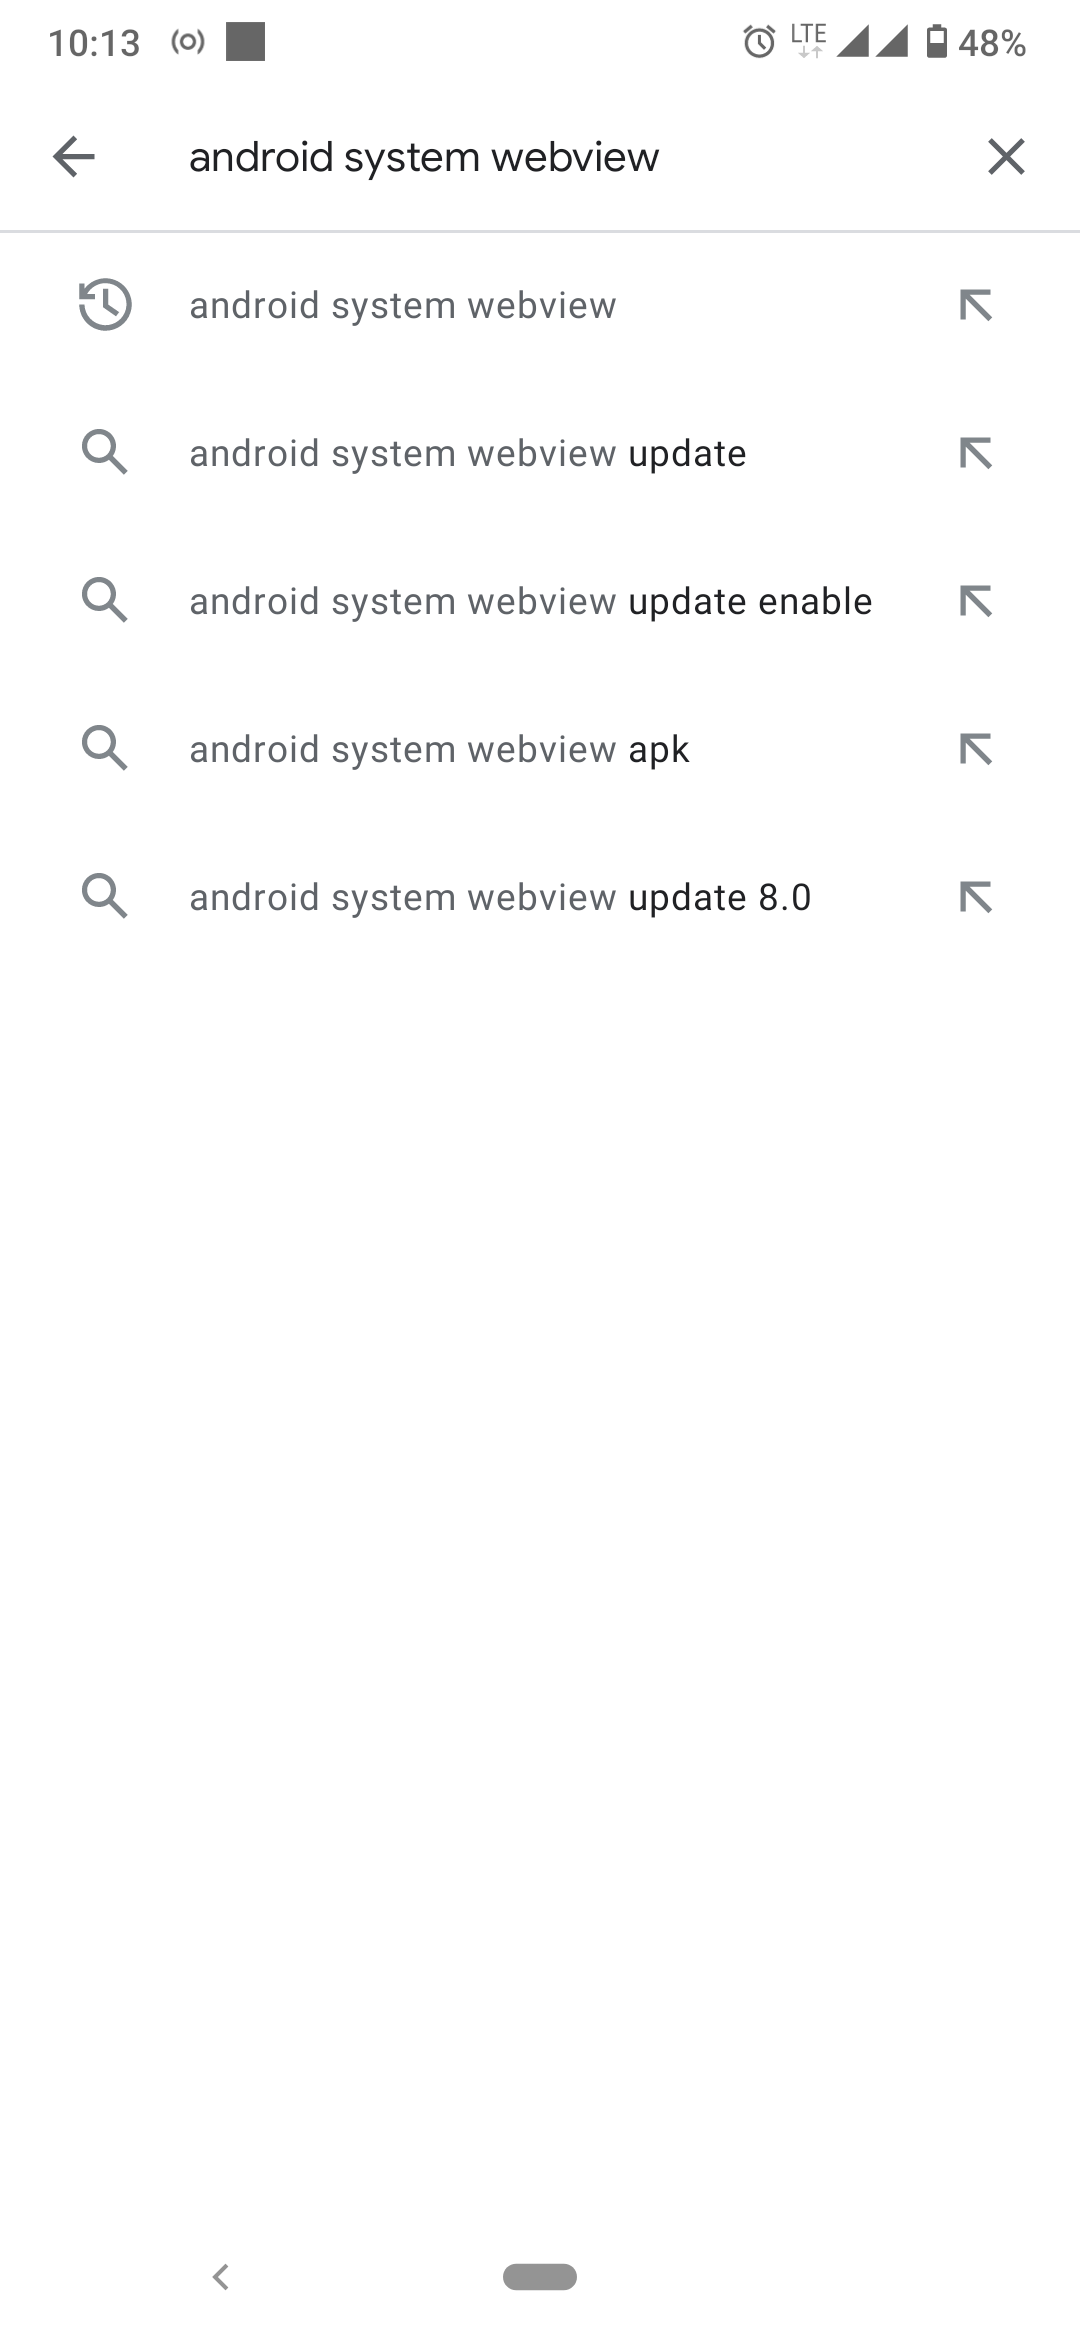 10:13 LTE 48%
android system webview
android system webview
android system webview update
android system webview update enable
android system webview apk
android system webview update 8.0